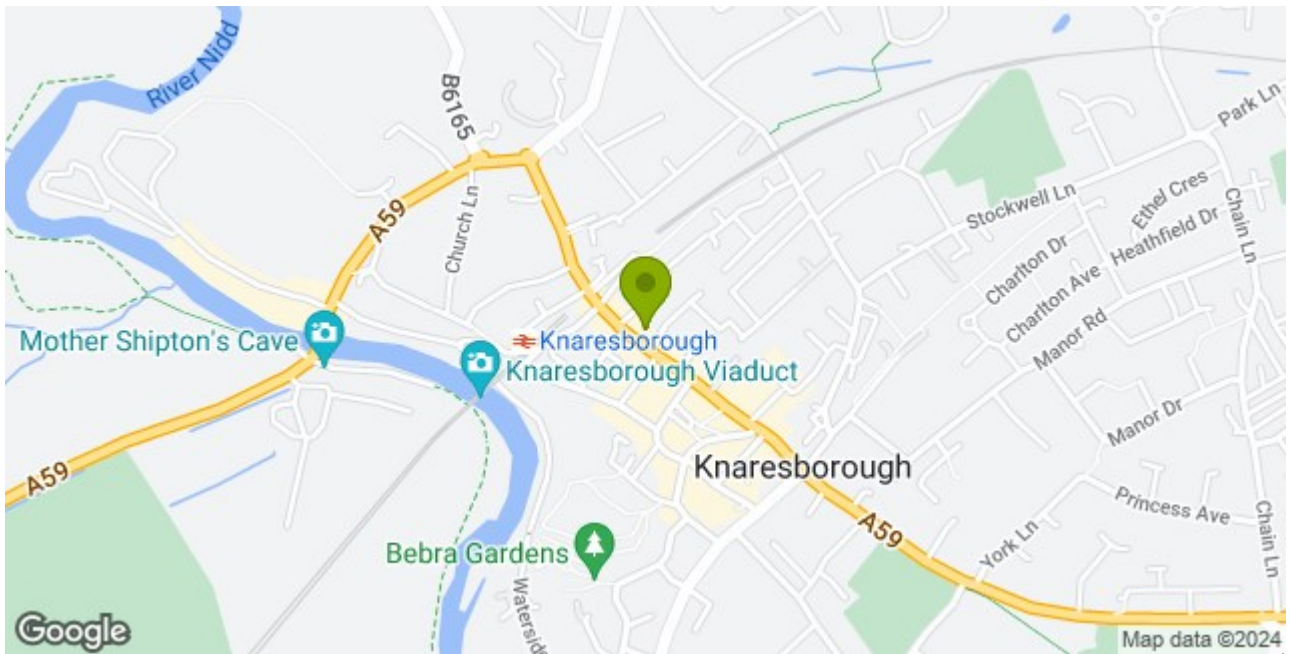 River Nidd
B6165
A59
Church Ln
Park Ln
Stockwell Ln
Ethel Cres
Chain Ln
Heathfield Dr
Charlton Dr
Charlton Ave
Manor Rd
Mother Shipton's Cave
Knaresborough
Knaresborough Viaduct
Manor Dr
Knaresborough
A59
Princess Ave
Chain Ln
A59
York Ln
Bebra Gardens
Google
Map data ©2024